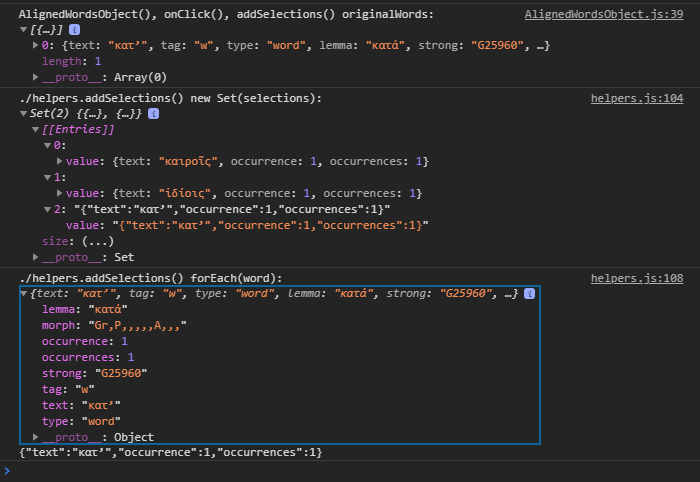 AlignedWordsObject(), onClick(), addSelections() originalWords: AlignedWordsObject.js:39
[{…}] i
0: {text: "κατ’", tag: "w", type: "word", lemma: "κατά", strong: "G25960", …}
length: 1
__proto__: Array(0)
./helpers.addSelections() new Set(selections): helpers.js:104
Set(2) {{…}, {…}} i
[[Entries]]
0:
value: {text: "καιροῖς", occurrence: 1, occurrences: 1}
1:
value: {text: "ἰδίοις", occurrence: 1, occurrences: 1}
2: "{"text":"κατ’","occurrence":1,"occurrences":1}"
value: "{"text":"κατ’","occurrence":1,"occurrences":1}"
size: (...)
__proto__: Set
./helpers.addSelections() forEach(word): helpers.js:108
{text: "κατ’", tag: "w", type: "word", lemma: "κατά", strong: "G25960", …} i
lemma: "κατά"
morph: "Gr,P,,,,,A,,,"
occurrence: 1
occurrences: 1
strong: "G25960"
tag: "w"
text: "κατ’"
type: "word"
__proto__: Object
{"text":"κατ’","occurrence":1,"occurrences":1}